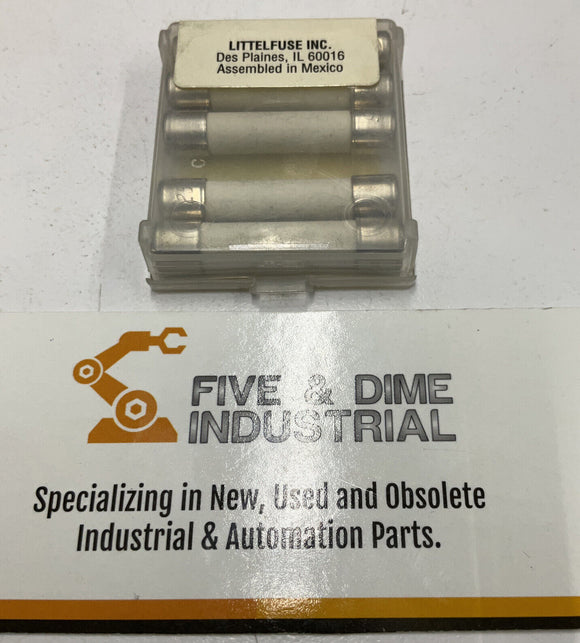 LITTELFUSE INC.
Des Plaines, IL 60016
Assembled in Mexico
C
FIVE & DIME
INDUSTRIAL
Specializing in New, Used and Obsolete
Industrial & Automation Parts.